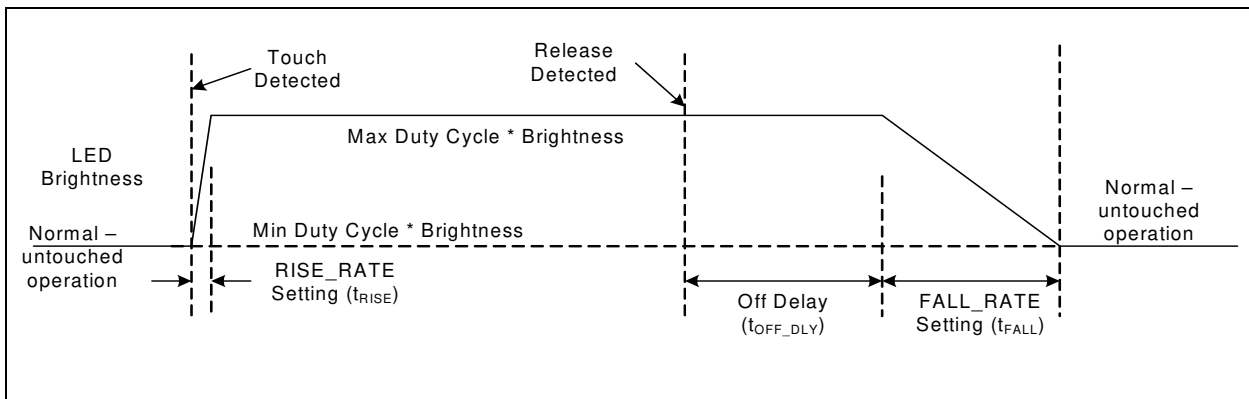 Touch
Detected
Release
Detected
Max Duty Cycle * Brightness
LED
Brightness
Normal –
untouched
operation
Min Duty Cycle * Brightness
Normal –
untouched
operation
RISE_RATE
Setting (tRISE)
Off Delay
(tOFF_DLY)
FALL_RATE
Setting (tFALL)